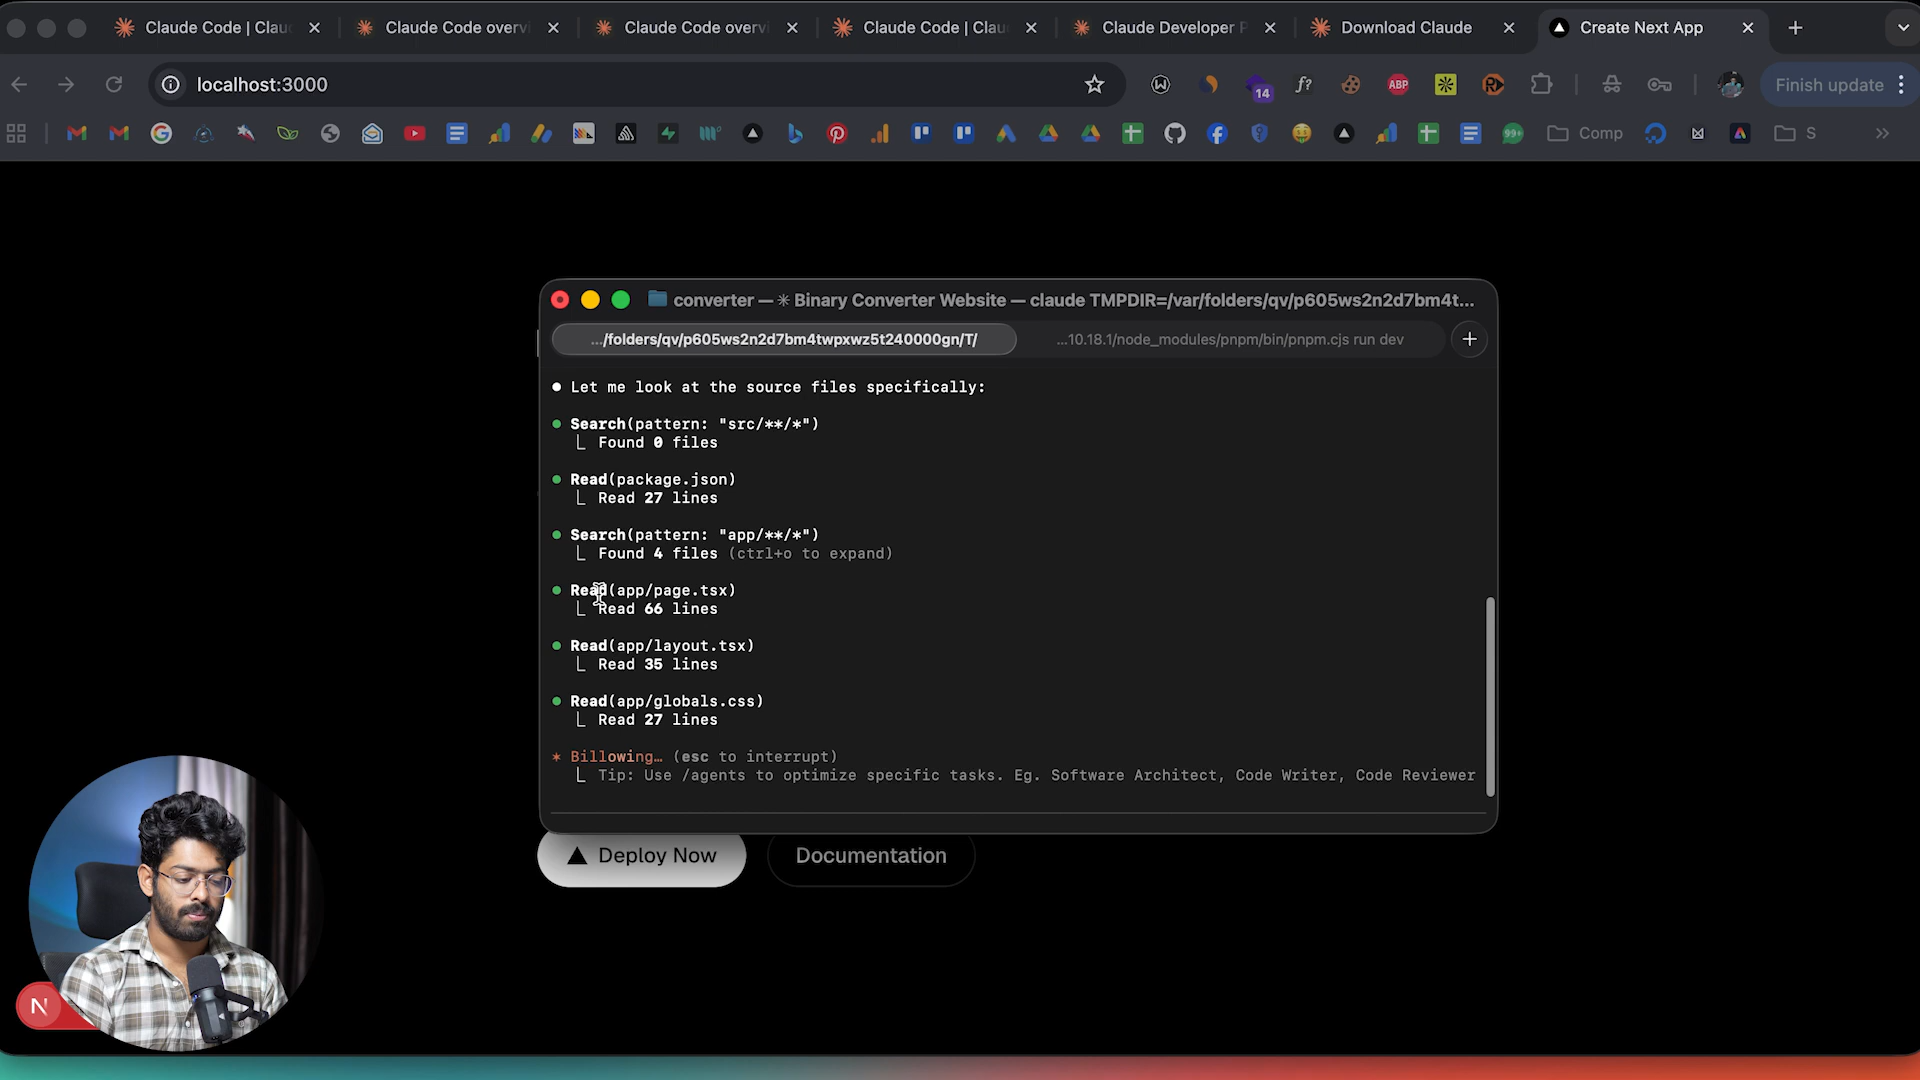 Claude Code | Clau
Claude Code overvi
Claude Code overvi
Claude Code | Clau
Claude Developer P
Download Claude
Create Next App
localhost:3000
14
f?
ABP
Finish update
99+
Comp
S
converter — ✳ Binary Converter Website — claude TMPDIR=/var/folders/qv/p605ws2n2d7bm4t...
.../folders/qv/p605ws2n2d7bm4twpxwz5t240000gn/T/
...10.18.1/node_modules/pnpm/bin/pnpm.cjs run dev
Let me look at the source files specifically:
Search(pattern: "src/**/*")
Found 0 files
Read(package.json)
Read 27 lines
Search(pattern: "app/**/*")
Found 4 files (ctrl+o to expand)
Read(app/page.tsx)
Read 66 lines
Read(app/layout.tsx)
Read 35 lines
Read(app/globals.css)
Read 27 lines
✶ Billowing… (esc to interrupt)
Tip: Use /agents to optimize specific tasks. Eg. Software Architect, Code Writer, Code Reviewer
Deploy Now
Documentation
N